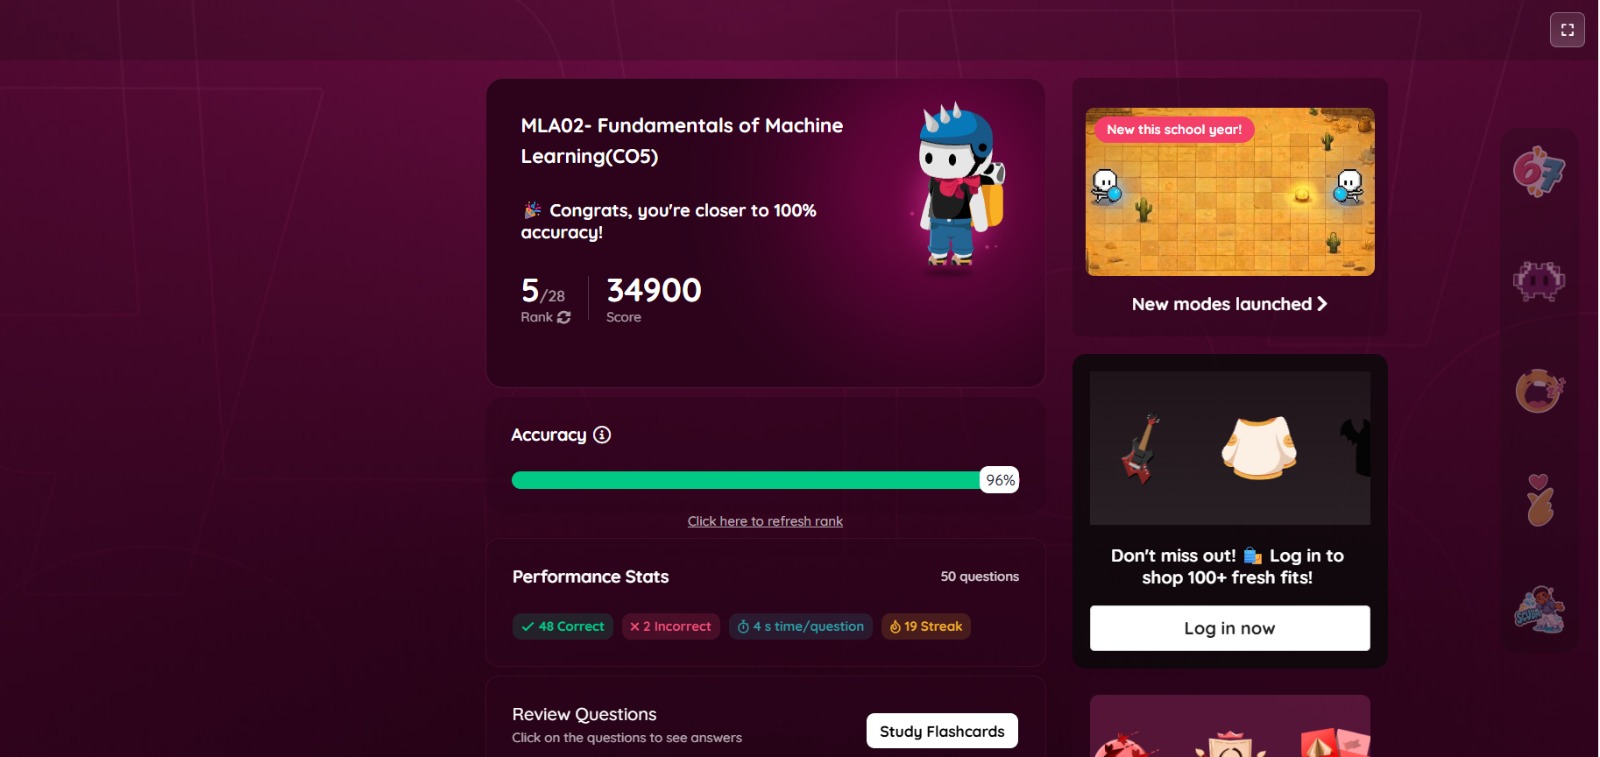 MLA02- Fundamentals of Machine
Learning(CO5)
🎉 Congrats, you're closer to 100%
accuracy!
5/28
Rank
34900
Score
Accuracy
96%
Click here to refresh rank
Performance Stats
50 questions
48 Correct
2 Incorrect
4 s time/question
19 Streak
Review Questions
Click on the questions to see answers
Study Flashcards
New this school year!
New modes launched
Don't miss out! 🛍️ Log in to
shop 100+ fresh fits!
Log in now
67